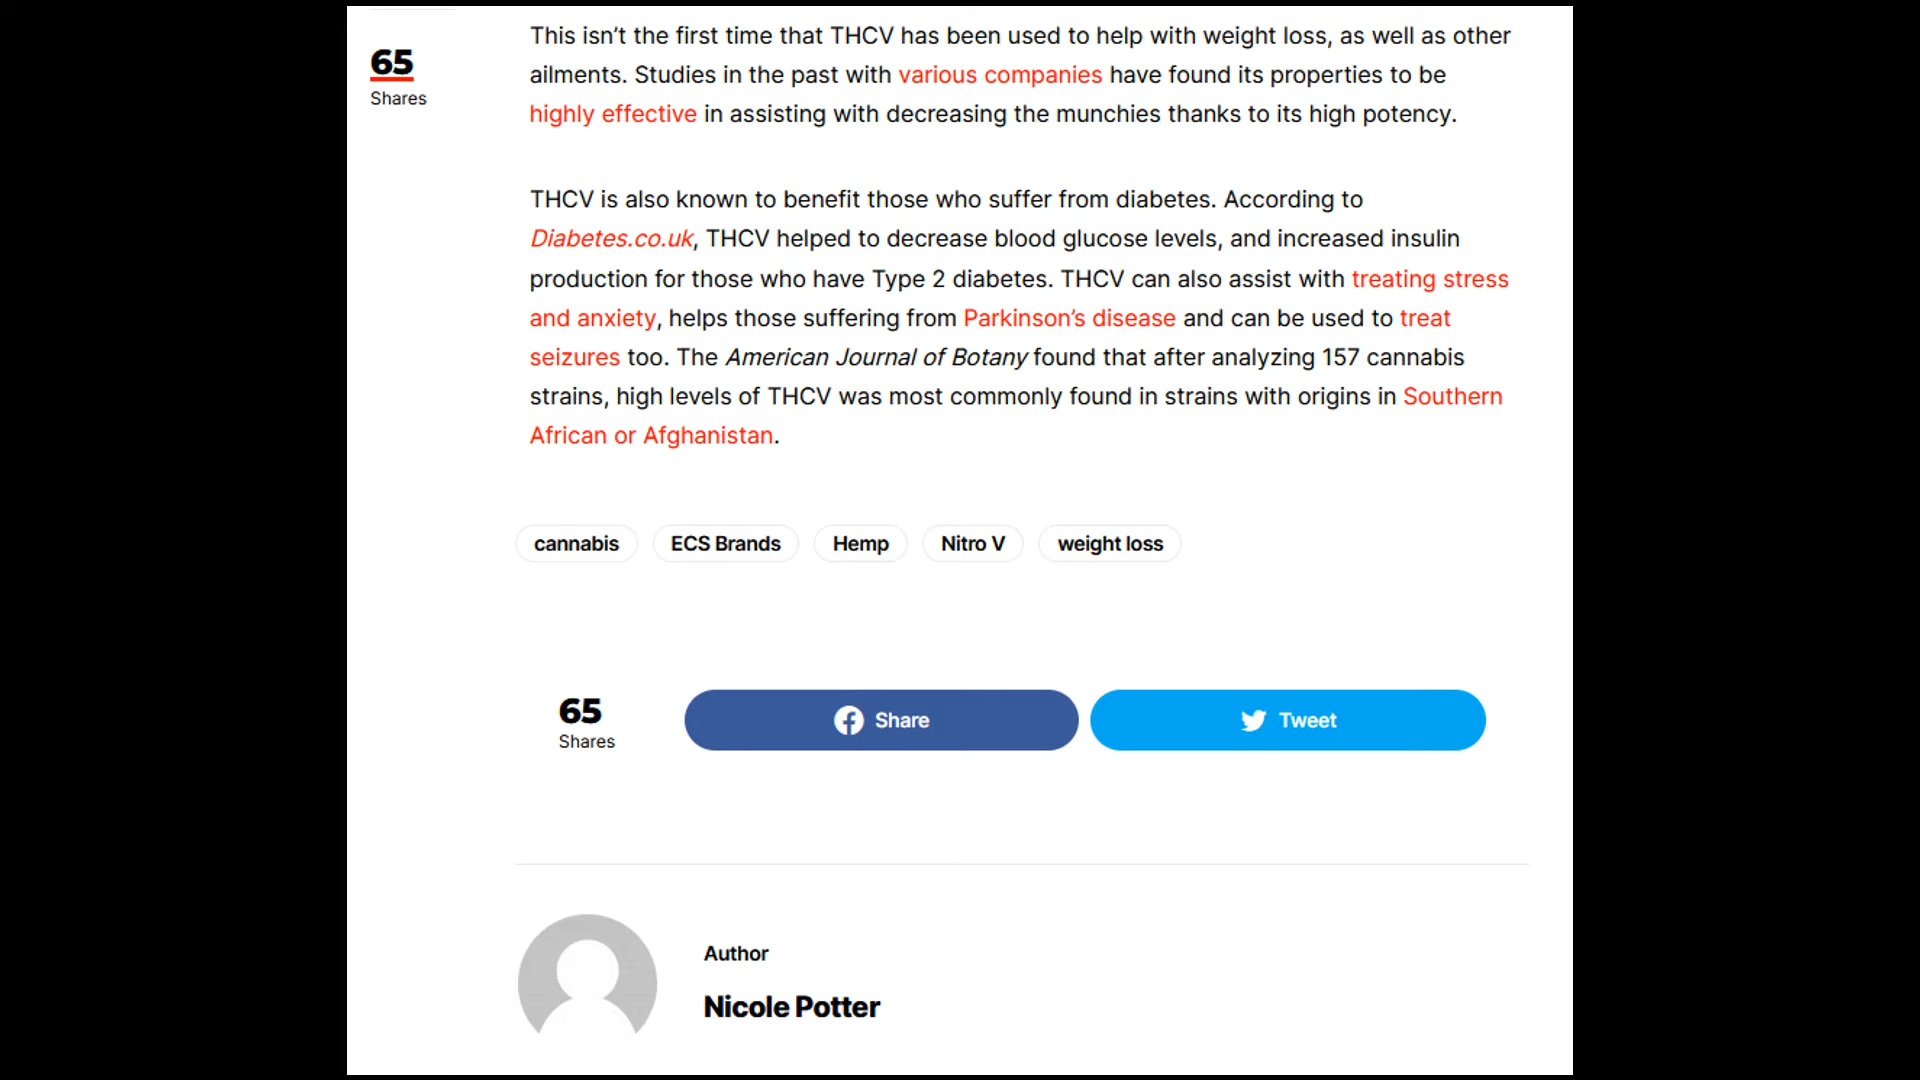 65
Shares
This isn’t the first time that THCV has been used to help with weight loss, as well as other
ailments. Studies in the past with various companies have found its properties to be
highly effective in assisting with decreasing the munchies thanks to its high potency.
THCV is also known to benefit those who suffer from diabetes. According to
Diabetes.co.uk, THCV helped to decrease blood glucose levels, and increased insulin
production for those who have Type 2 diabetes. THCV can also assist with treating stress
and anxiety, helps those suffering from Parkinson’s disease and can be used to treat
seizures too. The American Journal of Botany found that after analyzing 157 cannabis
strains, high levels of THCV was most commonly found in strains with origins in Southern
African or Afghanistan.
cannabis ECS Brands Hemp Nitro V weight loss
65
Shares
Share
Tweet
Author
Nicole Potter